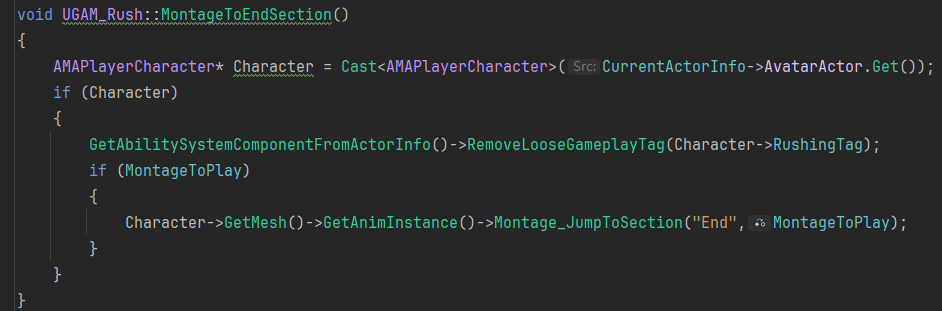 void UGAM_Rush::MontageToEndSection()
{
AMAPlayerCharacter* Character = Cast<AMAPlayerCharacter>(Src:CurrentActorInfo->AvatarActor.Get());
if (Character)
{
GetAbilitySystemComponentFromActorInfo()->RemoveLooseGameplayTag(Character->RushingTag);
if (MontageToPlay)
{
Character->GetMesh()->GetAnimInstance()->Montage_JumpToSection("End", MontageToPlay);
}
}
}